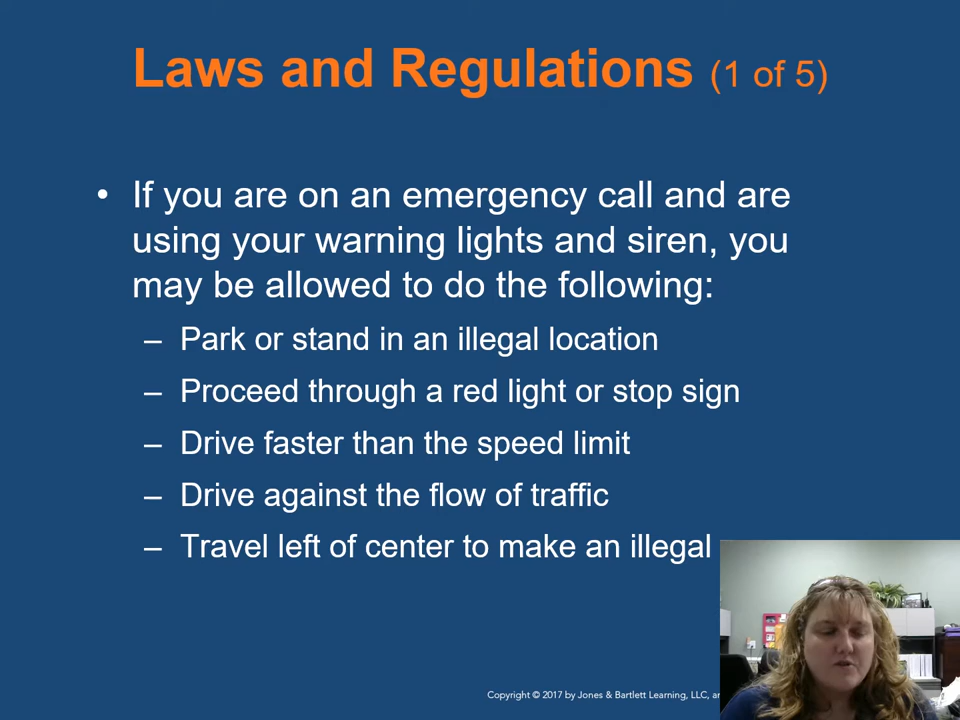 Laws and Regulations (1 of 5)
• If you are on an emergency call and are
using your warning lights and siren, you
may be allowed to do the following:
– Park or stand in an illegal location
– Proceed through a red light or stop sign
– Drive faster than the speed limit
– Drive against the flow of traffic
– Travel left of center to make an illegal
Copyright © 2017 by Jones & Bartlett Learning, LLC,